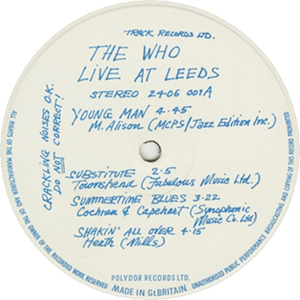 TRACK RECORDS LTD.
THE WHO
LIVE AT LEEDS
STEREO 2406 001A
CRACKLING NOISES O.K.
DO NOT CORRECT!
YOUNG MAN 4.45
M. Alison (MCPS/Jazz Edition Inc.)
SUBSTITUTE 2.5
Townshend (Fabulous Music Ltd.)
SUMMERTIME BLUES 3.22
Cochran & Capehart (Synophonic
Music Co. Ltd)
SHAKIN' ALL OVER 4.15
Heath (Mills)
POLYDOR RECORDS LTD.
MADE IN Gt.BRITAIN
ALL RIGHTS OF THE MANUFACTURER AND OF THE OWNER OF THE RECORDED WORK RESERVED
UNAUTHORISED PUBLIC PERFORMANCE, BROADCASTING AND COPYING OF THIS RECORD PROHIBITED